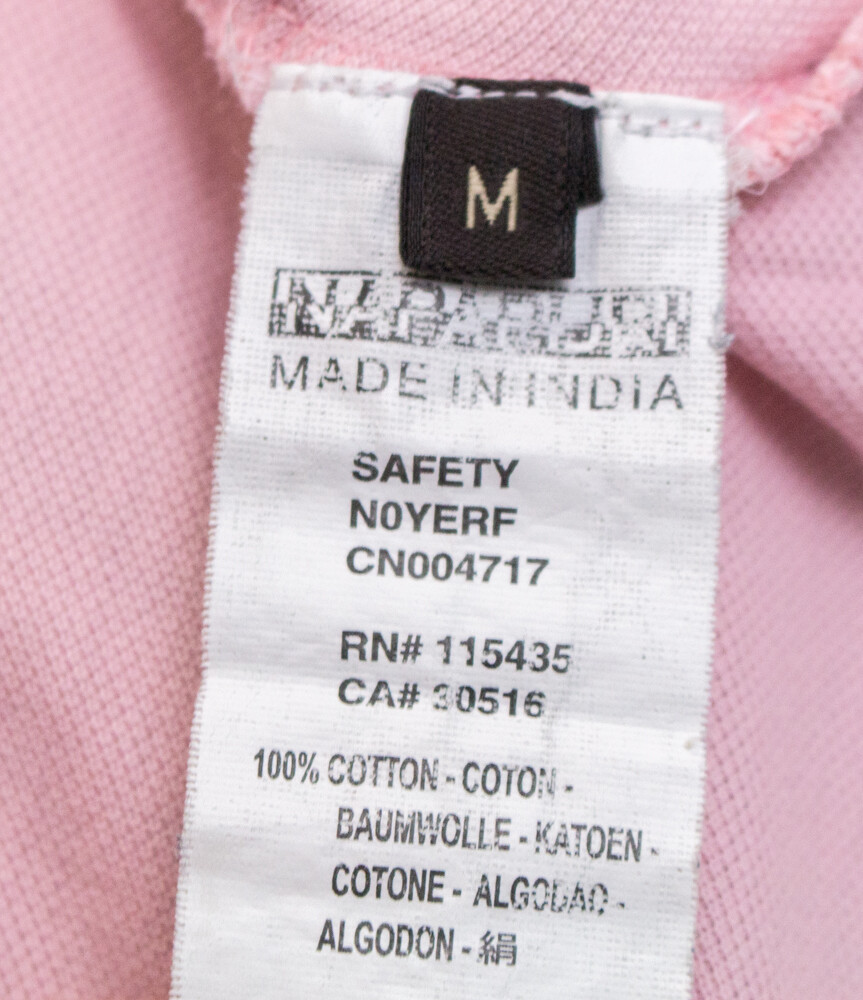 M
NAPAPIJRI
MADE IN INDIA
SAFETY
N0YERF
CN004717
RN# 115435
CA# 30516
100% COTTON - COTON -
BAUMWOLLE - KATOEN -
COTONE - ALGODAO -
ALGODON - 絹